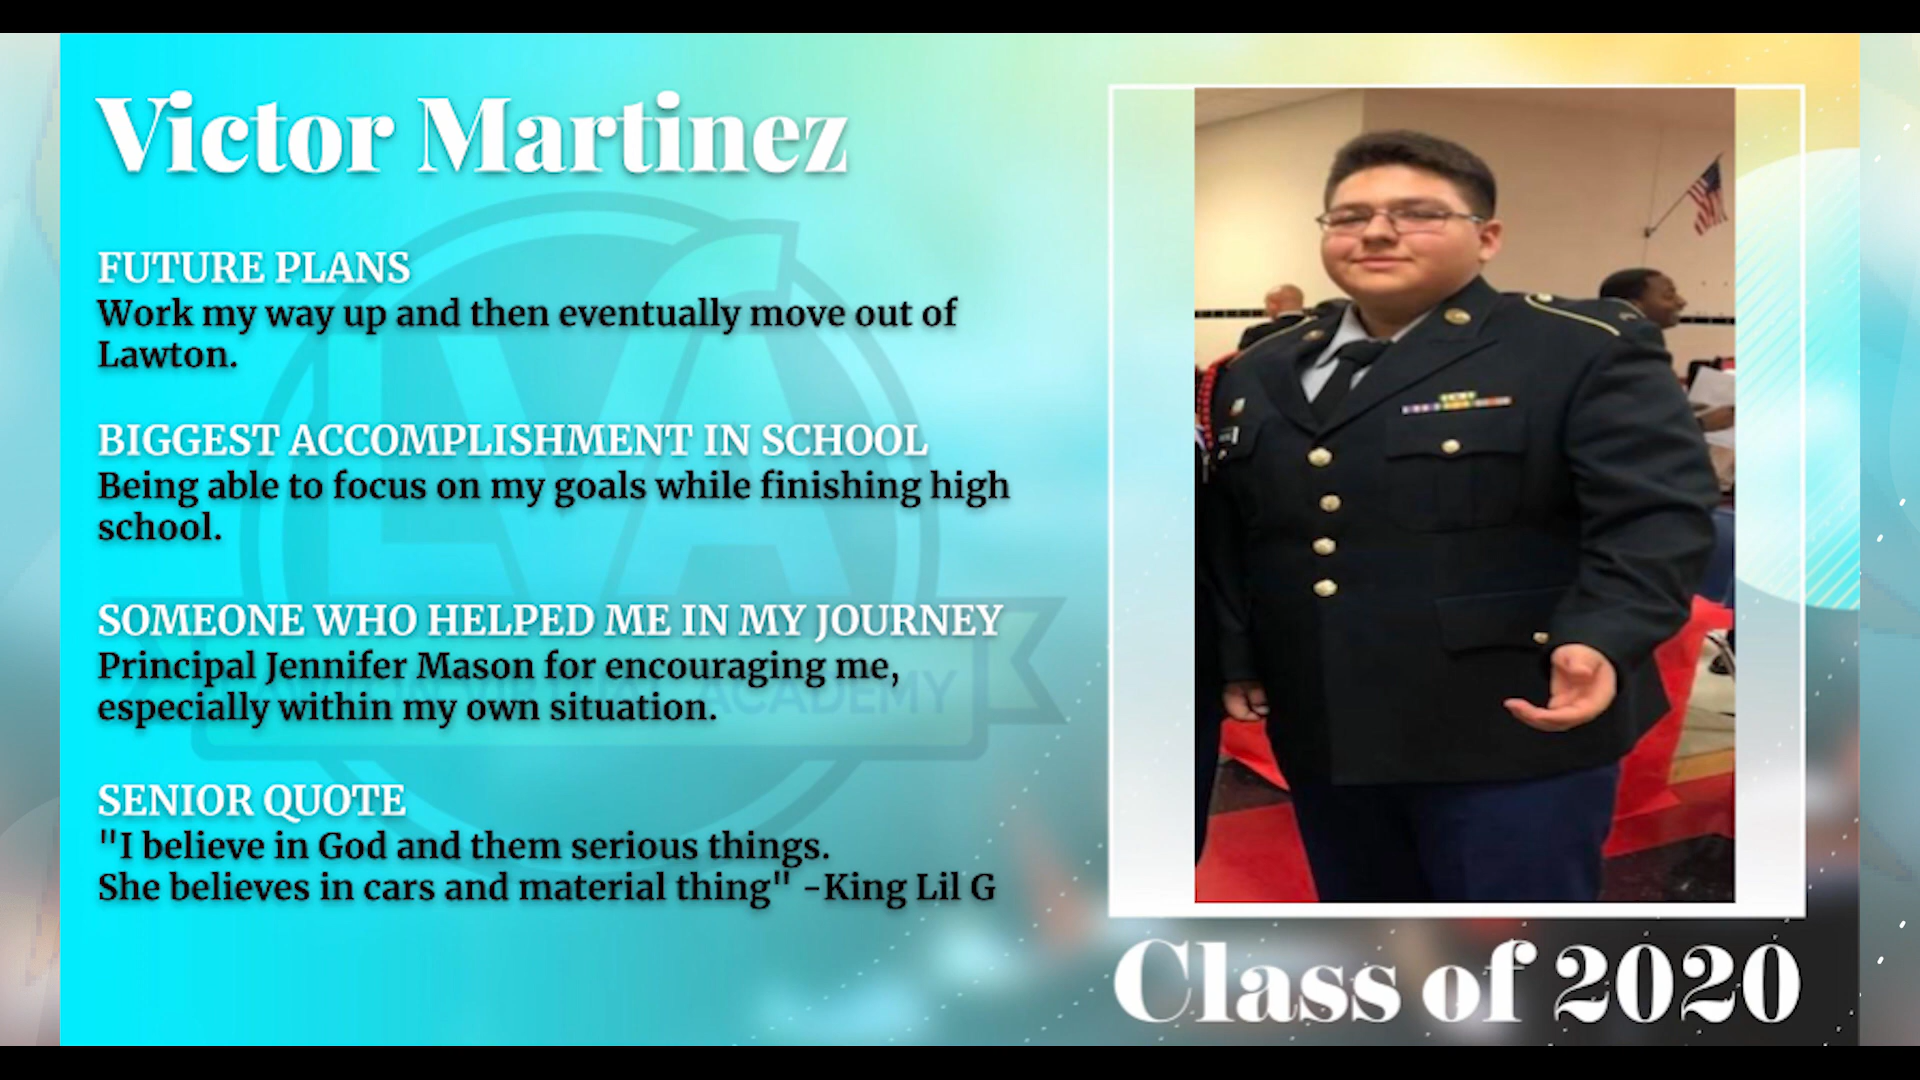 Victor Martinez
FUTURE PLANS
Work my way up and then eventually move out of
Lawton.
BIGGEST ACCOMPLISHMENT IN SCHOOL
Being able to focus on my goals while finishing high
school.
SOMEONE WHO HELPED ME IN MY JOURNEY
Principal Jennifer Mason for encouraging me,
especially within my own situation.
SENIOR QUOTE
"I believe in God and them serious things.
She believes in cars and material thing" -King Lil G
LVA
ACADEMY
Class of 2020